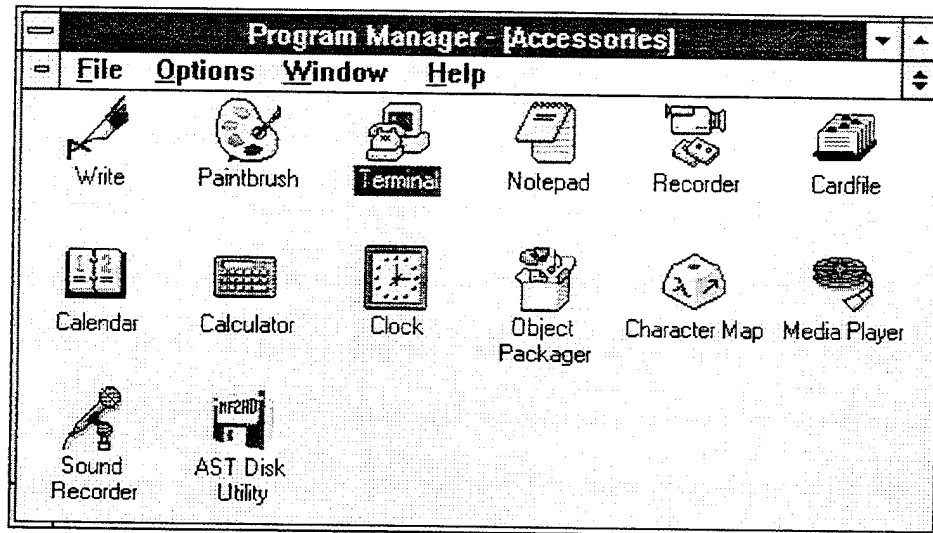 Program Manager - [Accessories]
File Options Window Help
Write Paintbrush Terminal Notepad Recorder Cardfile
Calendar Calculator Clock Object Packager Character Map Media Player
MF2HD
Sound Recorder AST Disk Utility